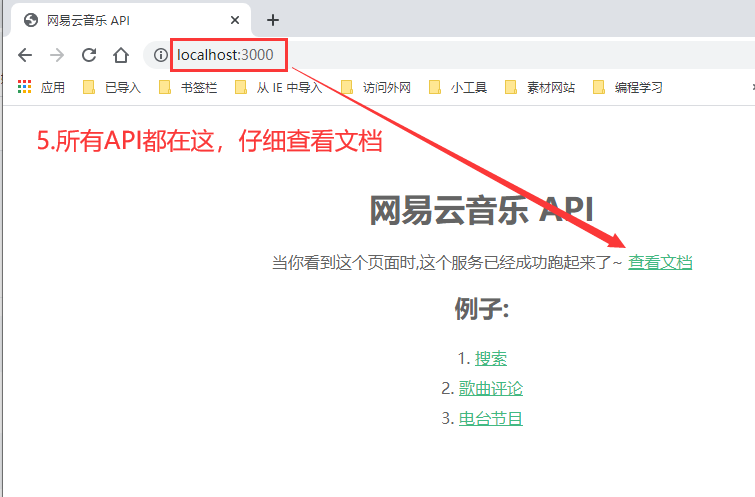 网易云音乐 API
localhost:3000
应用 已导入 书签栏 从 IE 中导入 访问外网 小工具 素材网站 编程学习
5.所有API都在这，仔细查看文档
网易云音乐 API
当你看到这个页面时,这个服务已经成功跑起来了~ 查看文档
例子:
1. 搜索
2. 歌曲评论
3. 电台节目